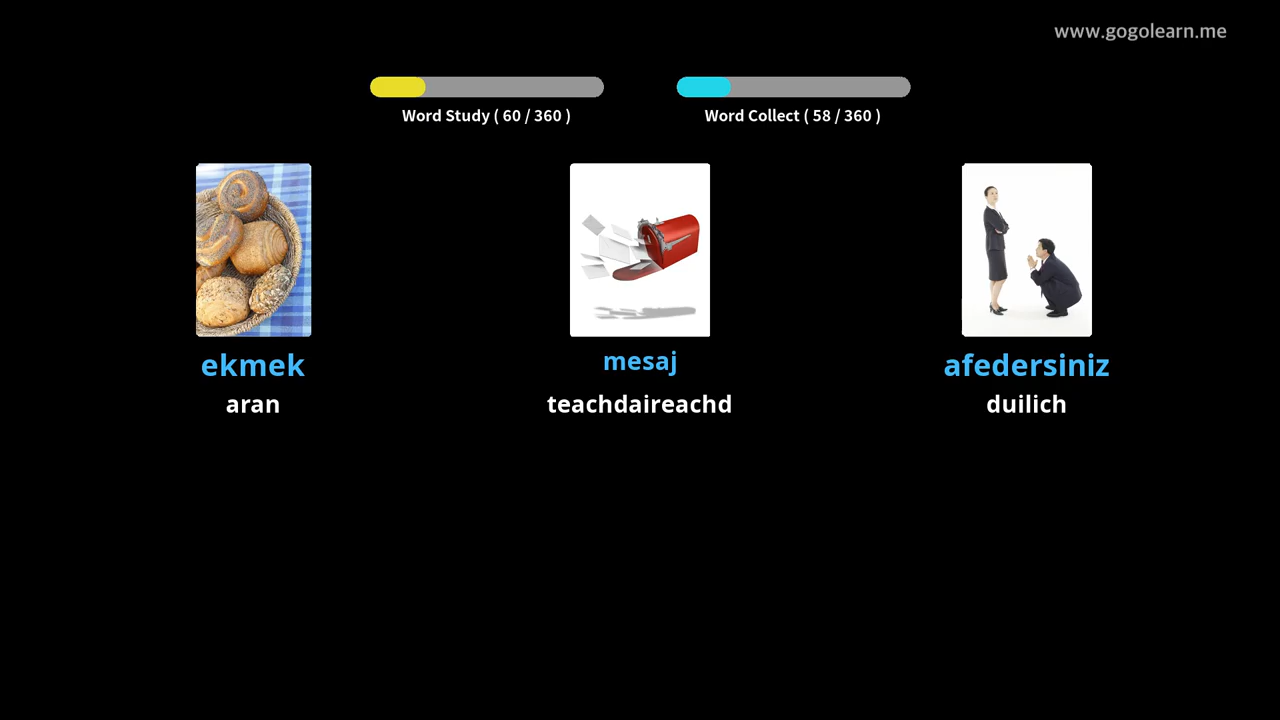 www.gogolearn.me
Word Study ( 60 / 360 )
Word Collect ( 58 / 360 )
ekmek
aran
mesaj
teachdaireachd
afedersiniz
duilich